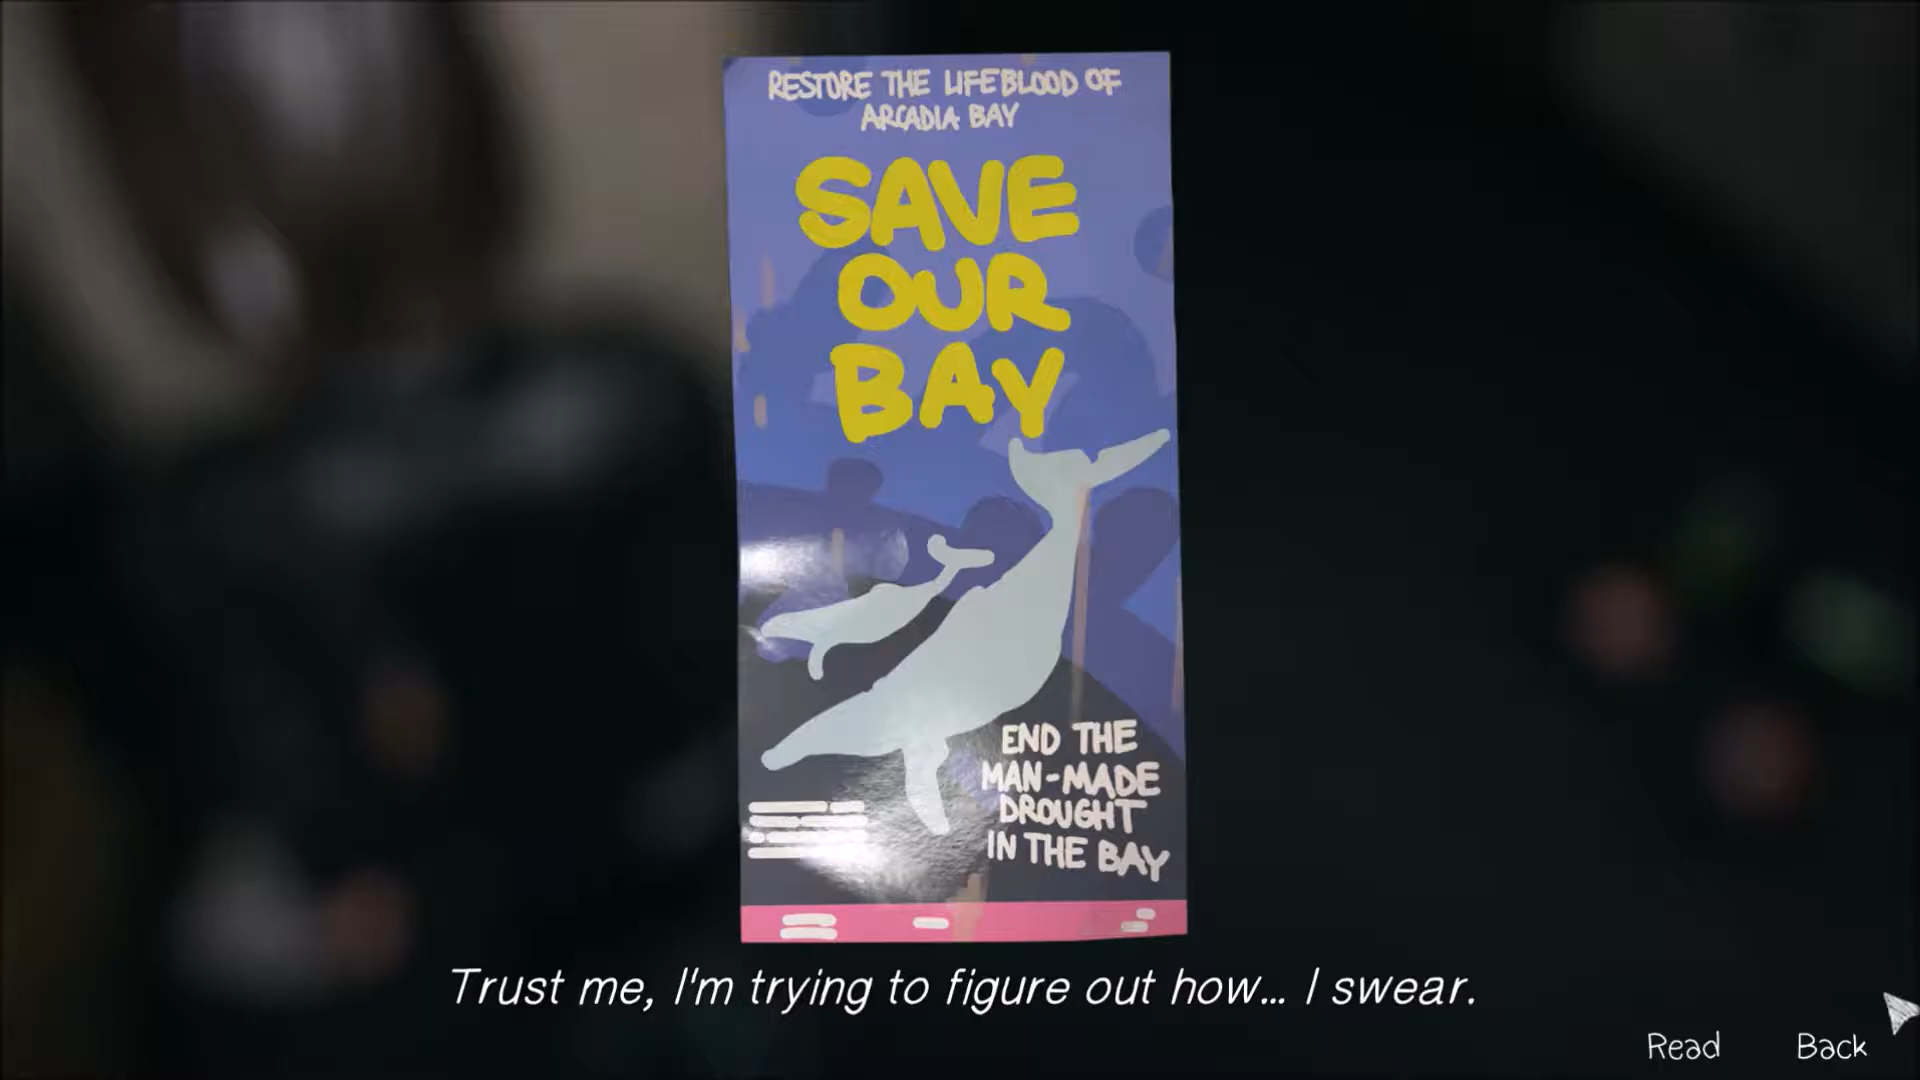 RESTORE THE LIFEBLOOD OF
ARCADIA BAY
SAVE
OUR
BAY
END THE
MAN-MADE
DROUGHT
IN THE BAY
Trust me, I'm trying to figure out how... I swear.
Read Back